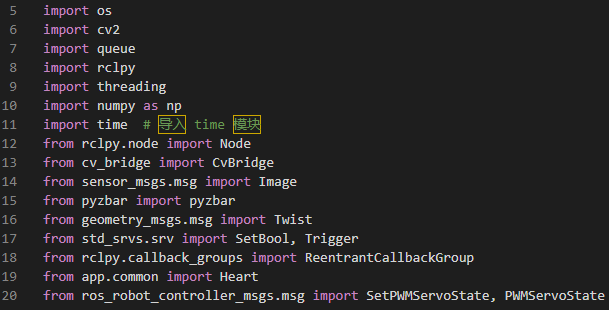 5 import os
6 import cv2
7 import queue
8 import rclpy
9 import threading
10 import numpy as np
11 import time  # 导入 time 模块
12 from rclpy.node import Node
13 from cv_bridge import CvBridge
14 from sensor_msgs.msg import Image
15 from pyzbar import pyzbar
16 from geometry_msgs.msg import Twist
17 from std_srvs.srv import SetBool, Trigger
18 from rclpy.callback_groups import ReentrantCallbackGroup
19 from app.common import Heart
20 from ros_robot_controller_msgs.msg import SetPWMServoState, PWMServoState